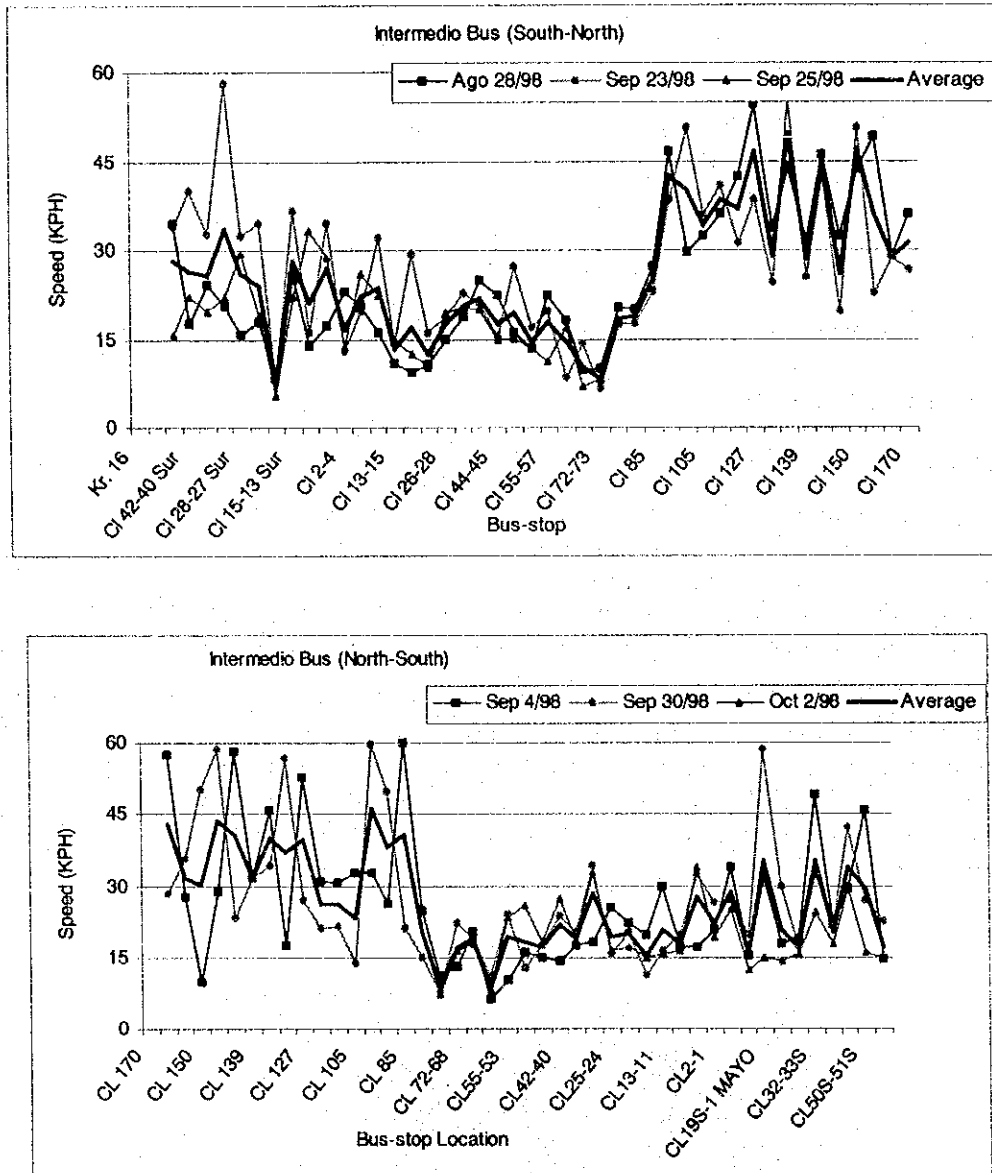 Intermedio Bus (South-North)
Ago 28/98 Sep 23/98 Sep 25/98 Average
Speed (KPH)
60
45
30
15
0
Kr. 16
Cl 42-40 Sur
Cl 28-27 Sur
Cl 15-13 Sur
Cl 2-4
Cl 13-15
Cl 26-28
Cl 44-45
Cl 55-57
Cl 72-73
Cl 85
Cl 105
Cl 127
Cl 139
Cl 150
Cl 170
Bus-stop
Intermedio Bus (North-South)
Sep 4/98 Sep 30/98 Oct 2/98 Average
Speed (KPH)
60
45
30
15
0
CL 170
CL 150
CL 139
CL 127
CL 105
CL 85
CL 72-68
CL55-53
CL42-40
CL25-24
CL13-11
CL2-1
CL19S-1 MAYO
CL32-33S
CL50S-51S
Bus-stop Location